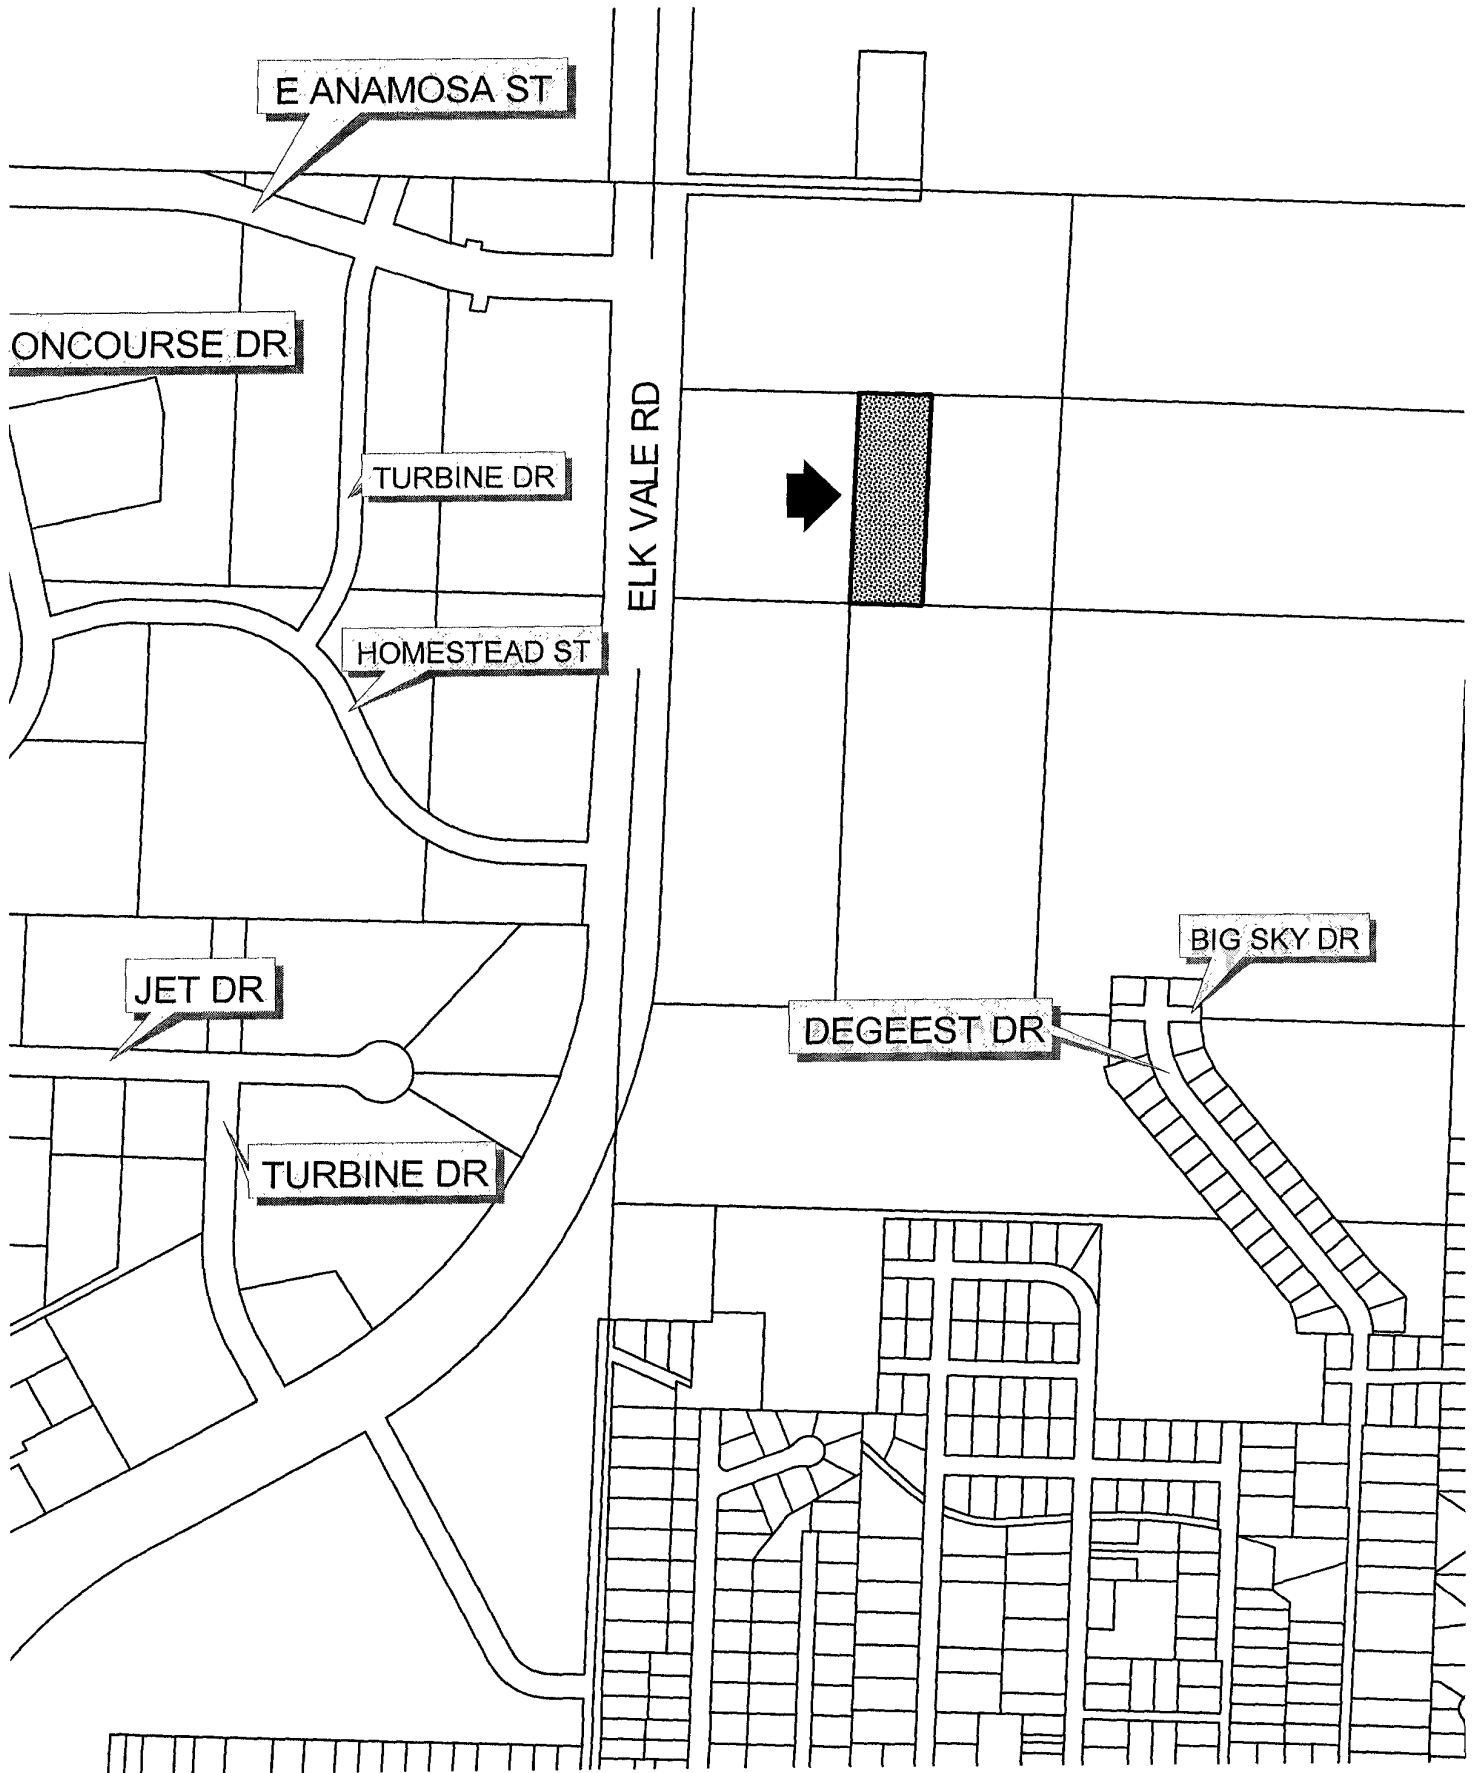 E ANAMOSA ST
ONCOURSE DR
ELK VALE RD
TURBINE DR
HOMESTEAD ST
BIG SKY DR
JET DR
DEGEEST DR
TURBINE DR